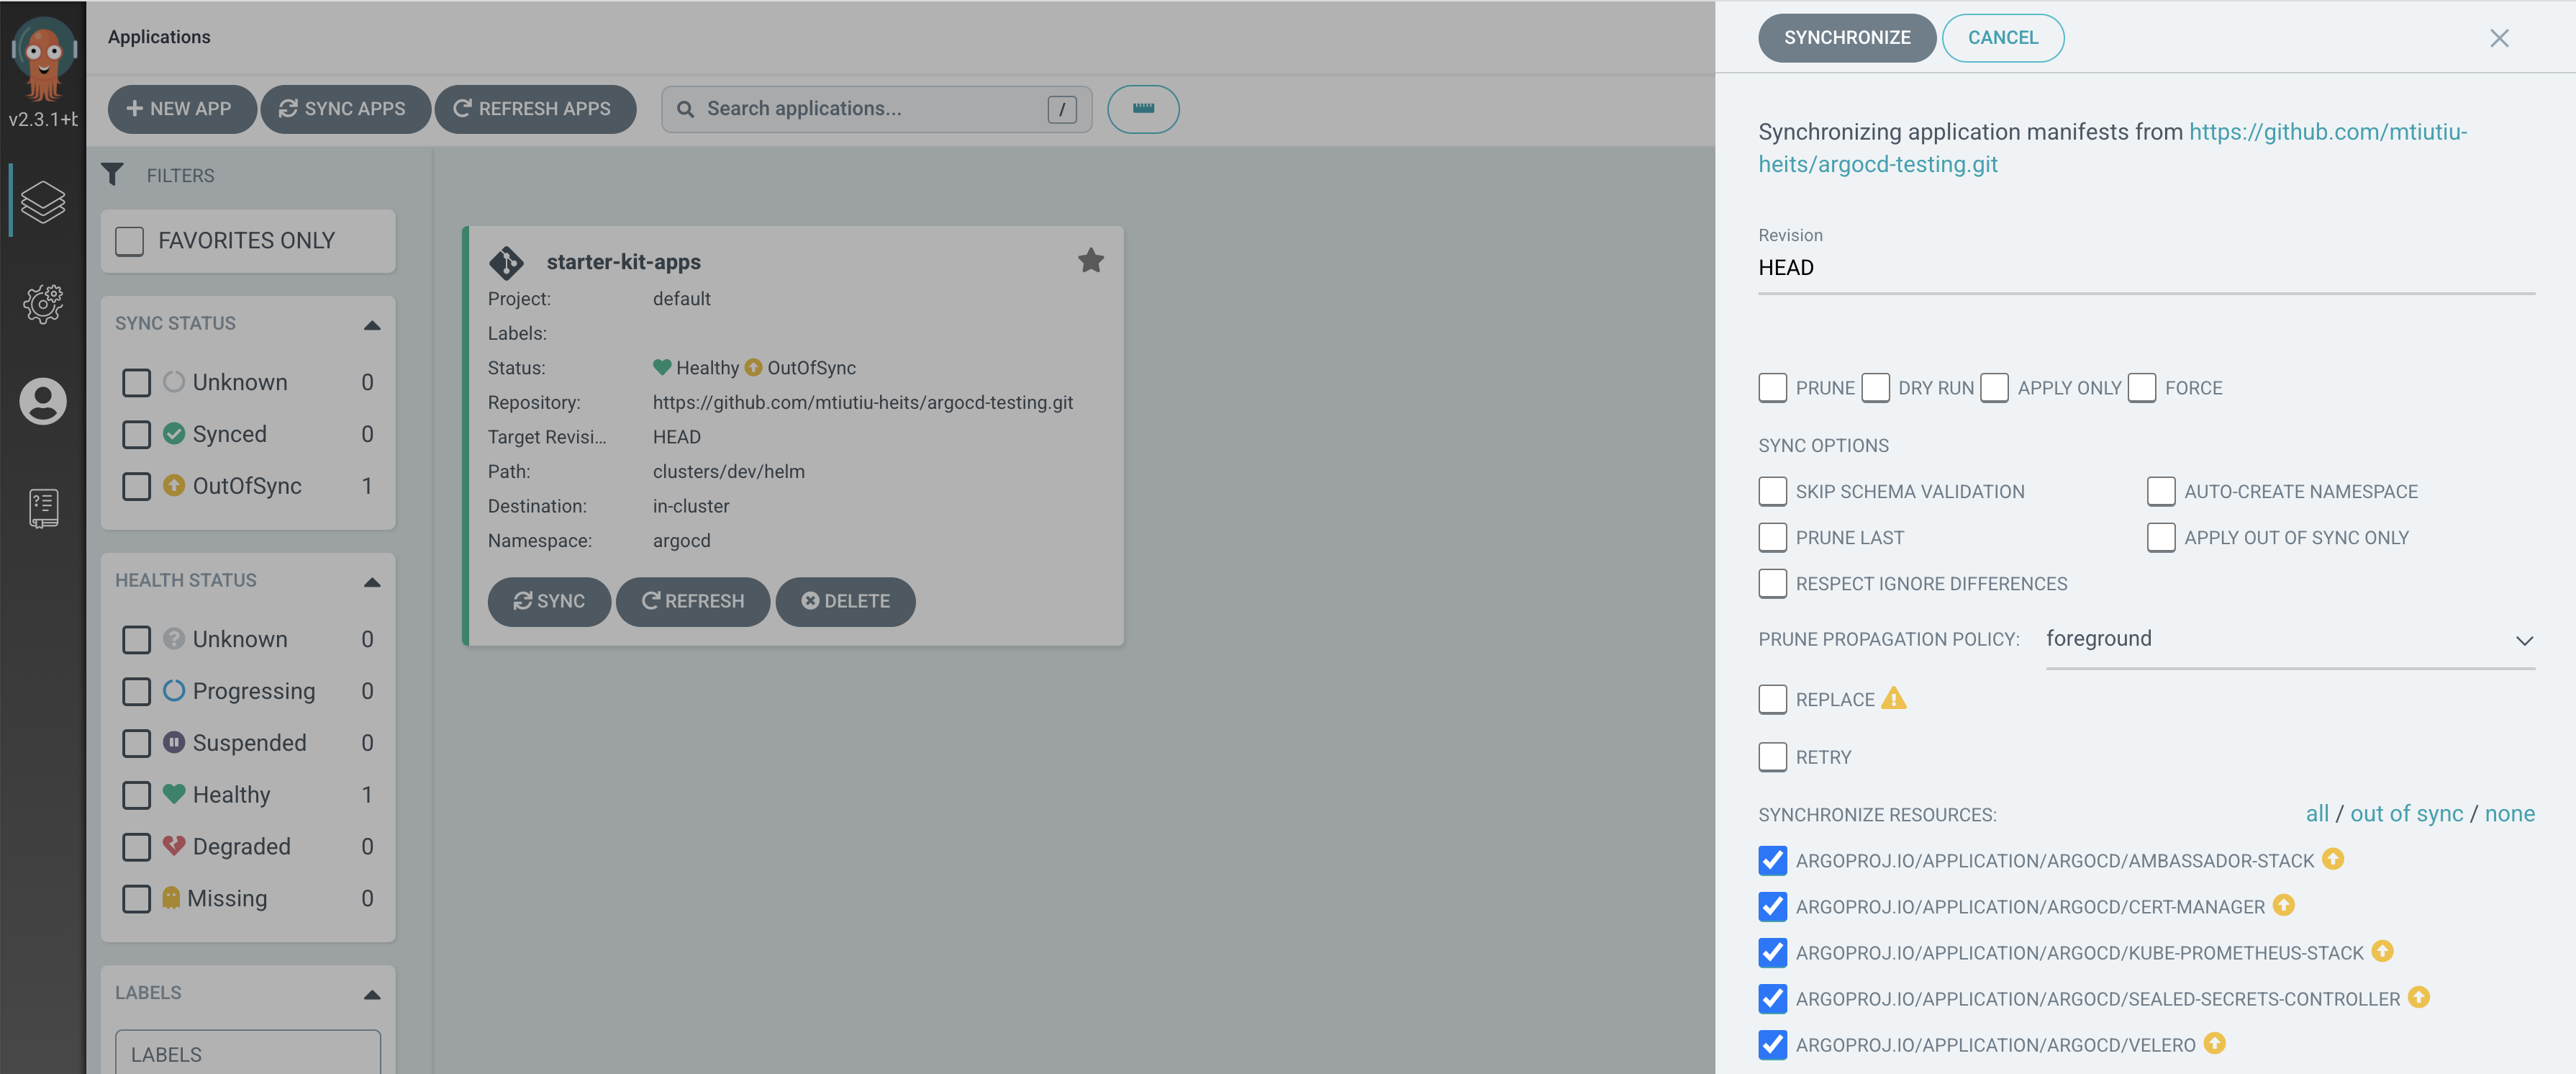 v2.3.1+b
Applications
NEW APP
SYNC APPS
REFRESH APPS
Search applications...
/
FILTERS
FAVORITES ONLY
SYNC STATUS
Unknown 0
Synced 0
OutOfSync 1
HEALTH STATUS
Unknown 0
Progressing 0
Suspended 0
Healthy 1
Degraded 0
Missing 0
LABELS
LABELS
starter-kit-apps
Project: default
Labels:
Status: Healthy OutOfSync
Repository: https://github.com/mtiutiu-heits/argocd-testing.git
Target Revisi... HEAD
Path: clusters/dev/helm
Destination: in-cluster
Namespace: argocd
SYNC REFRESH DELETE
SYNCHRONIZE CANCEL
Synchronizing application manifests from https://github.com/mtiutiu-
heits/argocd-testing.git
Revision
HEAD
PRUNE DRY RUN APPLY ONLY FORCE
SYNC OPTIONS
SKIP SCHEMA VALIDATION AUTO-CREATE NAMESPACE
PRUNE LAST APPLY OUT OF SYNC ONLY
RESPECT IGNORE DIFFERENCES
PRUNE PROPAGATION POLICY: foreground
REPLACE
RETRY
SYNCHRONIZE RESOURCES: all / out of sync / none
ARGOPROJ.IO/APPLICATION/ARGOCD/AMBASSADOR-STACK
ARGOPROJ.IO/APPLICATION/ARGOCD/CERT-MANAGER
ARGOPROJ.IO/APPLICATION/ARGOCD/KUBE-PROMETHEUS-STACK
ARGOPROJ.IO/APPLICATION/ARGOCD/SEALED-SECRETS-CONTROLLER
ARGOPROJ.IO/APPLICATION/ARGOCD/VELERO